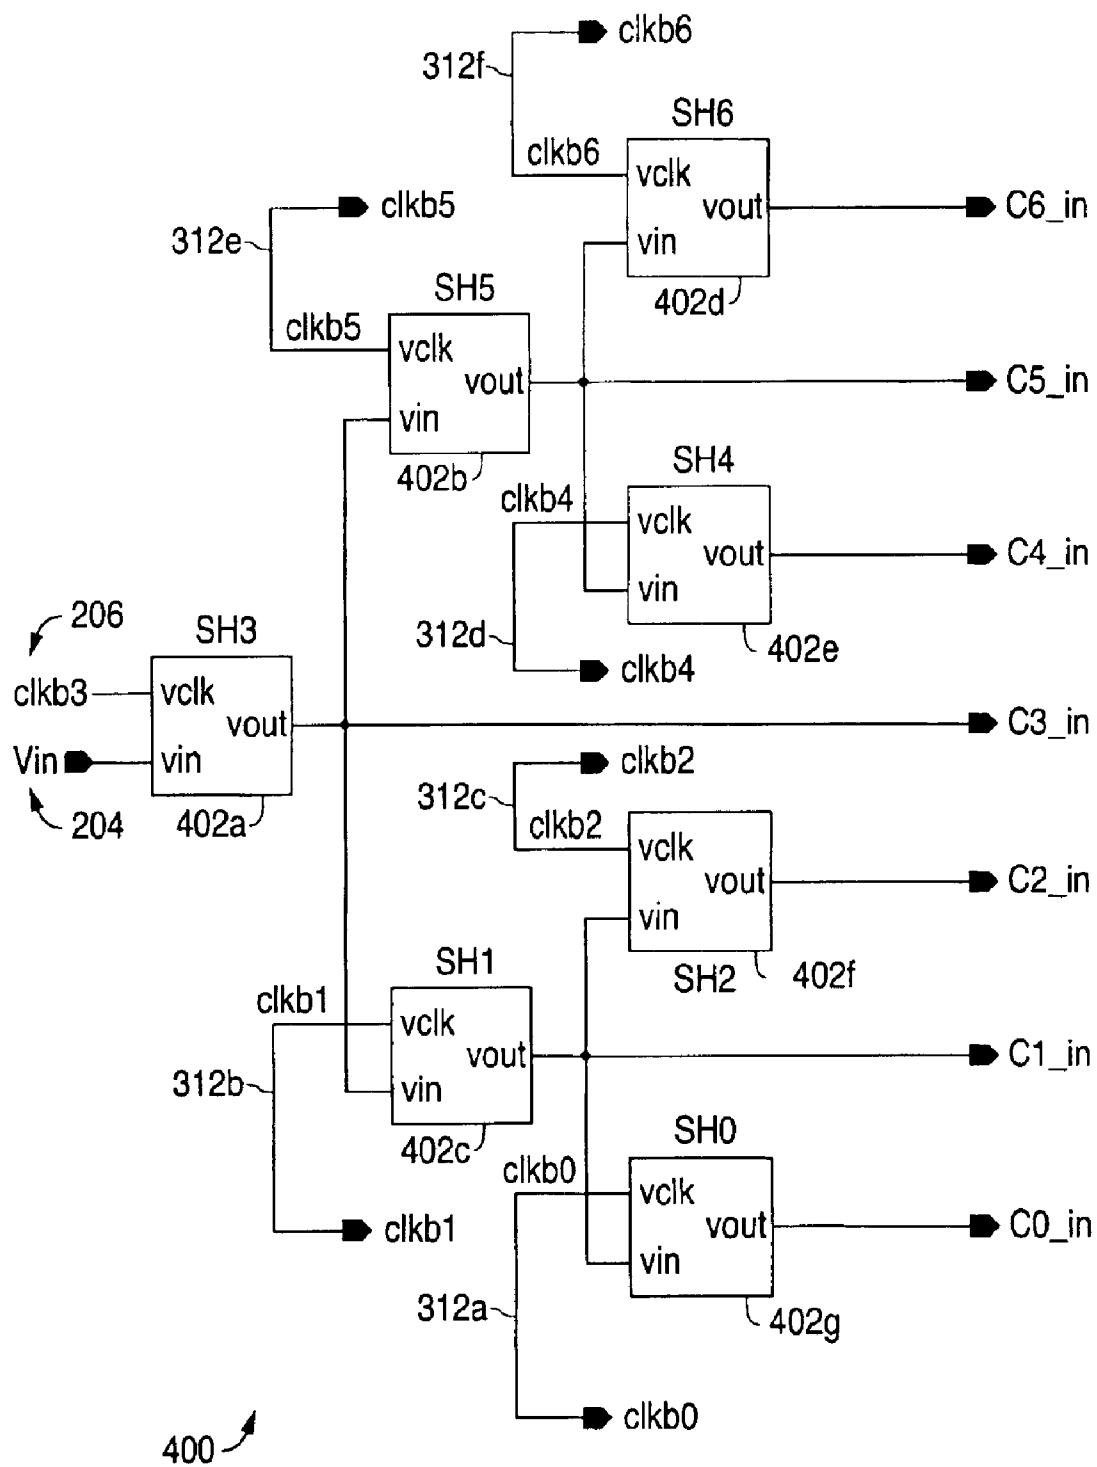 clkb6
312f
SH6
clkb6
vclk
vout
vin
C6_in
402d
clkb5
312e
SH5
clkb5
vclk
vout
vin
C5_in
402b
SH4
clkb4
vclk
vout
vin
C4_in
312d
402e
clkb4
206
SH3
clkb3
vclk
vout
C3_in
Vin
vin
204
402a
clkb2
312c
clkb2
vclk
vout
C2_in
vin
SH2
402f
SH1
clkb1
vclk
vout
C1_in
312b
vin
402c
SH0
clkb0
vclk
vout
C0_in
clkb1
vin
312a
402g
clkb0
400